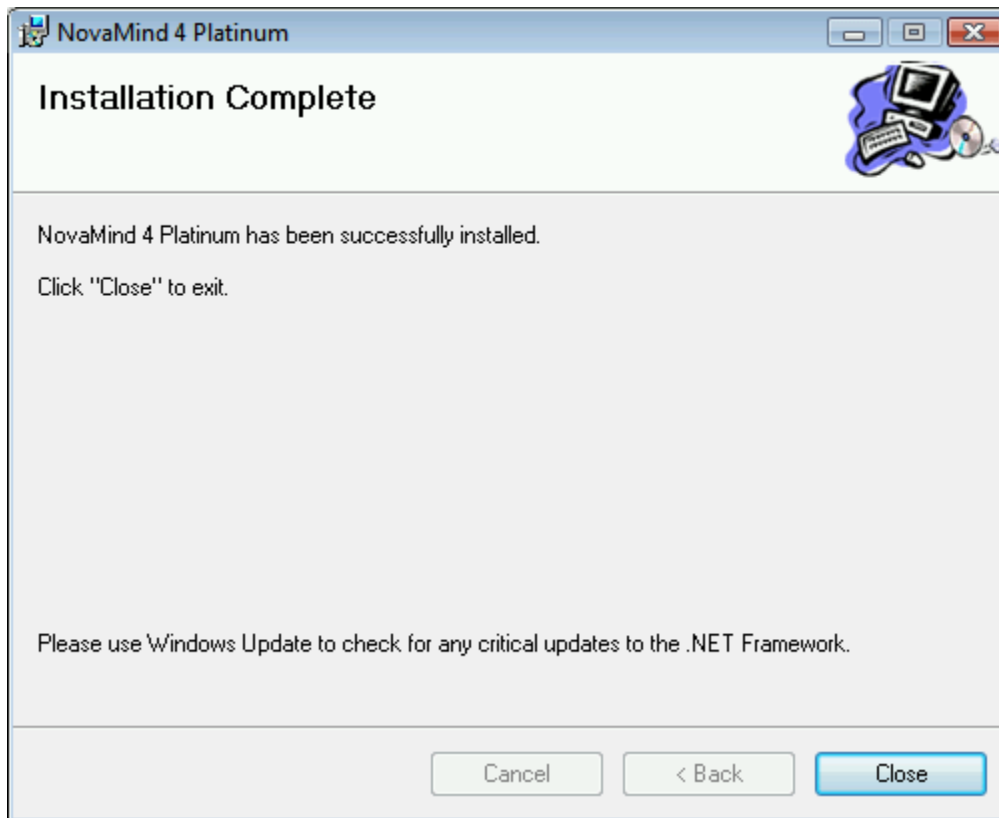 NovaMind 4 Platinum
Installation Complete
NovaMind 4 Platinum has been successfully installed.
Click "Close" to exit.
Please use Windows Update to check for any critical updates to the .NET Framework.
Cancel
< Back
Close